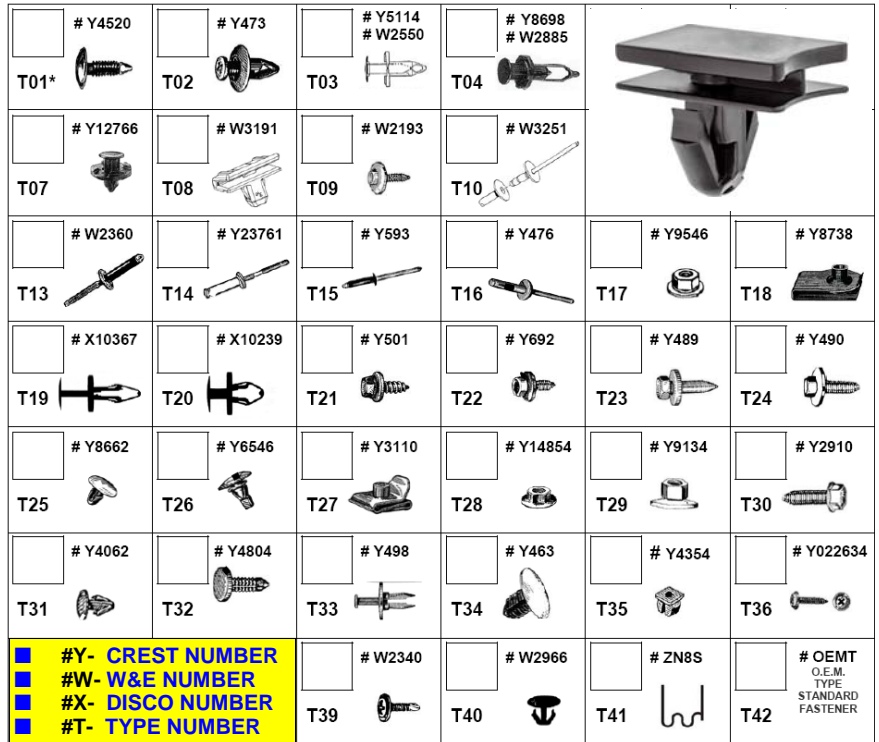 # Y4520
T01*
# Y473
T02
# Y5114
# W2550
T03
# Y8698
# W2885
T04
# Y12766
T07
# W3191
T08
# W2193
T09
# W3251
T10
# W2360
T13
# Y23761
T14
# Y593
T15
# Y476
T16
# Y9546
T17
# Y8738
T18
# X10367
T19
# X10239
T20
# Y501
T21
# Y692
T22
# Y489
T23
# Y490
T24
# Y8662
T25
# Y6546
T26
# Y3110
T27
# Y14854
T28
# Y9134
T29
# Y2910
T30
# Y4062
T31
# Y4804
T32
# Y498
T33
# Y463
T34
# Y4354
T35
# Y022634
T36
#Y- CREST NUMBER
#W- W&E NUMBER
#X- DISCO NUMBER
#T- TYPE NUMBER
# W2340
T39
# W2966
T40
# ZN8S
T41
# OEMT
O.E.M.
TYPE
STANDARD
FASTENER
T42